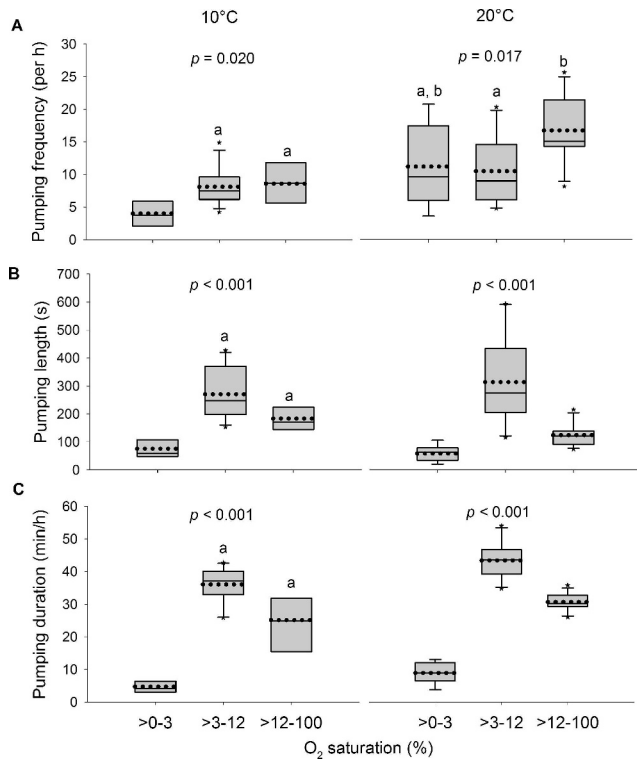 10°C 20°C
A
Pumping frequency (per h)
30
25
20
15
10
5
0
p = 0.020
a
a
p = 0.017
a, b
a
b
B
Pumping length (s)
700
600
500
400
300
200
100
0
p < 0.001
a
a
p < 0.001
C
Pumping duration (min/h)
60
50
40
30
20
10
0
p < 0.001
a
a
p < 0.001
>0-3 >3-12 >12-100 >0-3 >3-12 >12-100
O₂ saturation (%)